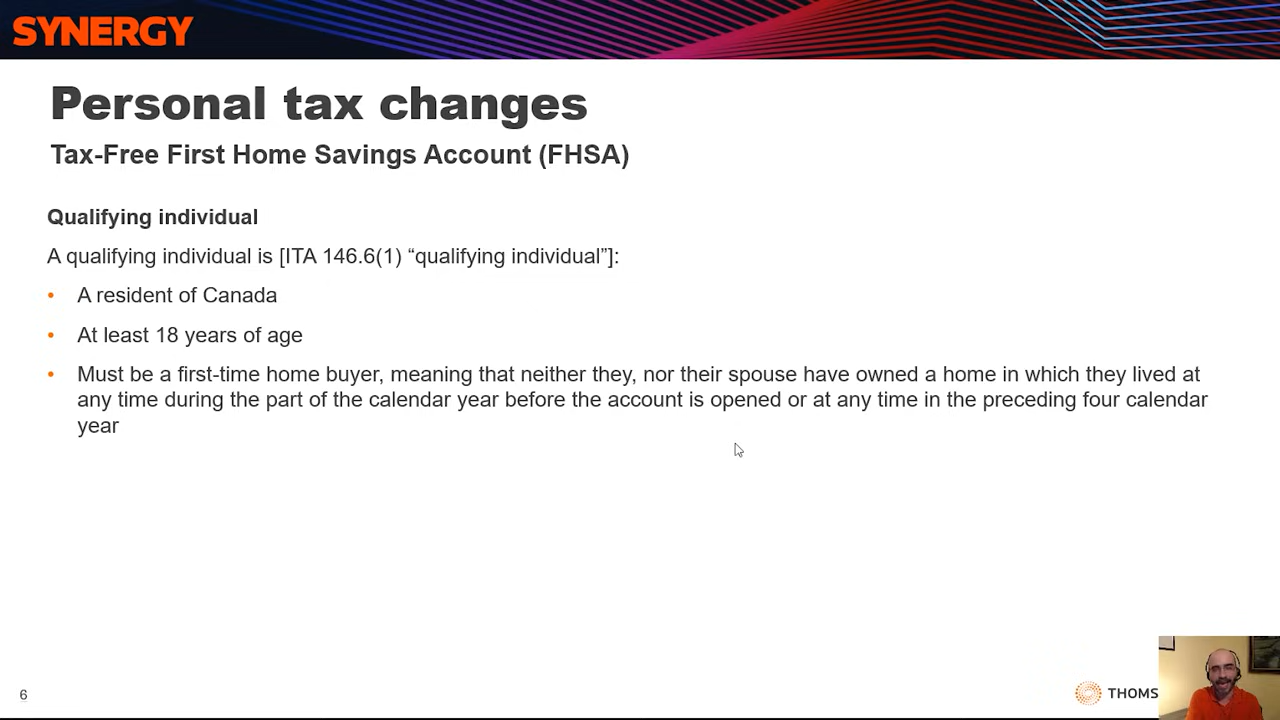 SYNERGY
Personal tax changes
Tax-Free First Home Savings Account (FHSA)
Qualifying individual
A qualifying individual is [ITA 146.6(1) “qualifying individual”]:
• A resident of Canada
• At least 18 years of age
• Must be a first-time home buyer, meaning that neither they, nor their spouse have owned a home in which they lived at
any time during the part of the calendar year before the account is opened or at any time in the preceding four calendar
year
6
THOMS